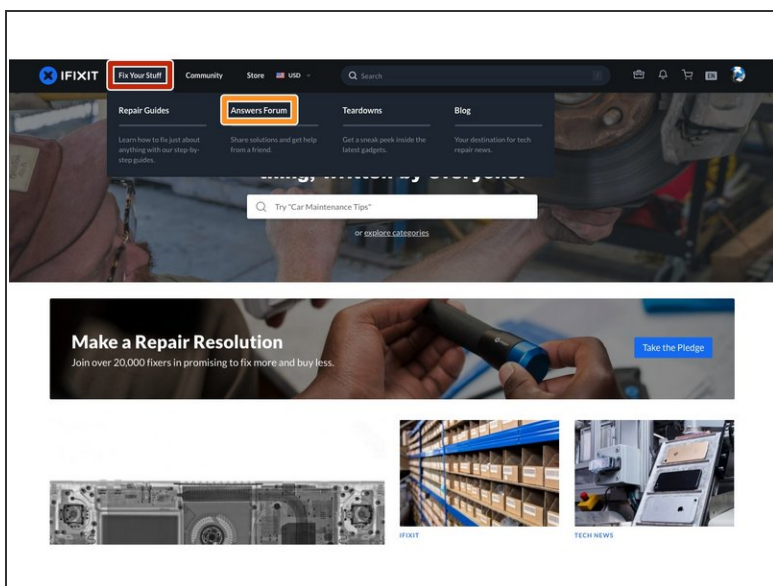 IFIXIT
Fix Your Stuff
Community
Store
USD
Search
/
EN
Repair Guides
Answers Forum
Teardowns
Blog
Learn how to fix just about
anything with our step-by-
step guides.
Share solutions and get help
from a friend.
Get a sneak peek inside the
latest gadgets.
Your destination for tech
repair news.
thing, written by everyone.
Try "Car Maintenance Tips"
or explore categories
Make a Repair Resolution
Join over 20,000 fixers in promising to fix more and buy less.
Take the Pledge
IFIXIT
TECH NEWS